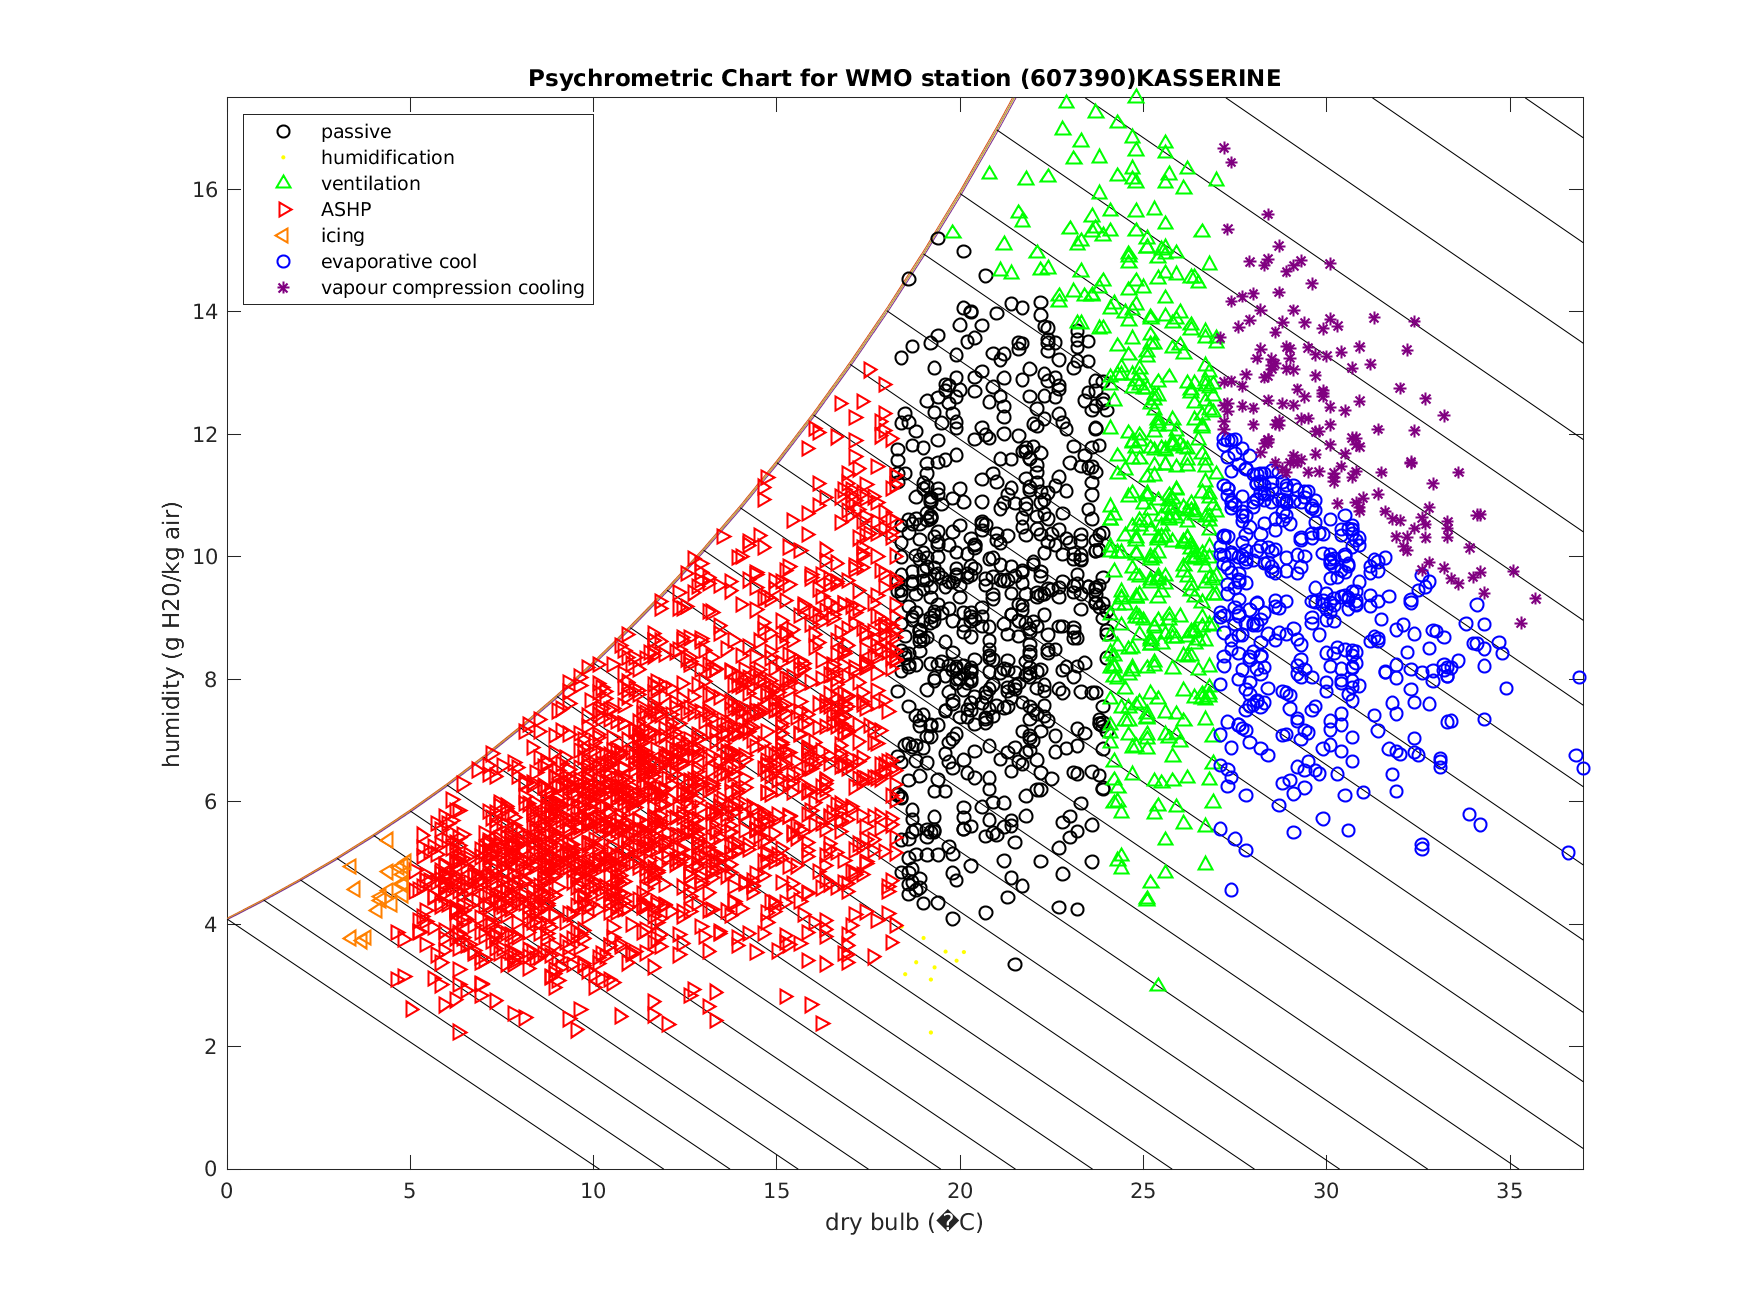 Psychrometric Chart for WMO station (607390)KASSERINE
passive
humidification
ventilation
ASHP
icing
evaporative cool
vapour compression cooling
humidity (g H20/kg air)
16
14
12
10
8
6
4
2
0
0 5 10 15 20 25 30 35
dry bulb (�C)